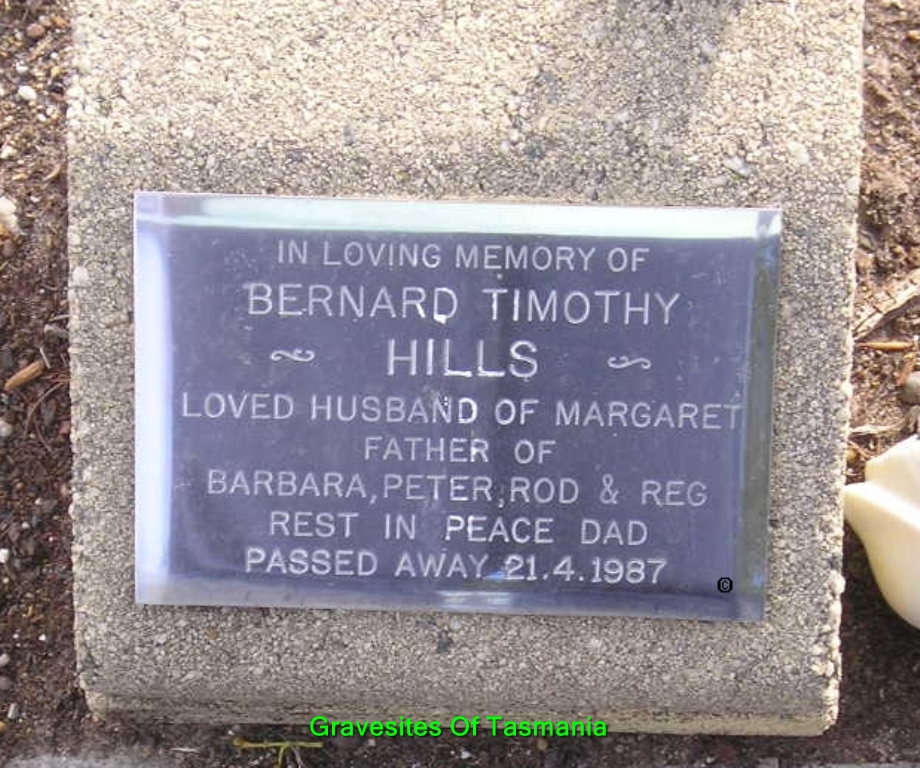 IN LOVING MEMORY OF
BERNARD TIMOTHY
HILLS
LOVED HUSBAND OF MARGARET
FATHER OF
BARBARA, PETER, ROD & REG
REST IN PEACE DAD
PASSED AWAY 21.4.1987
©
Gravesites Of Tasmania